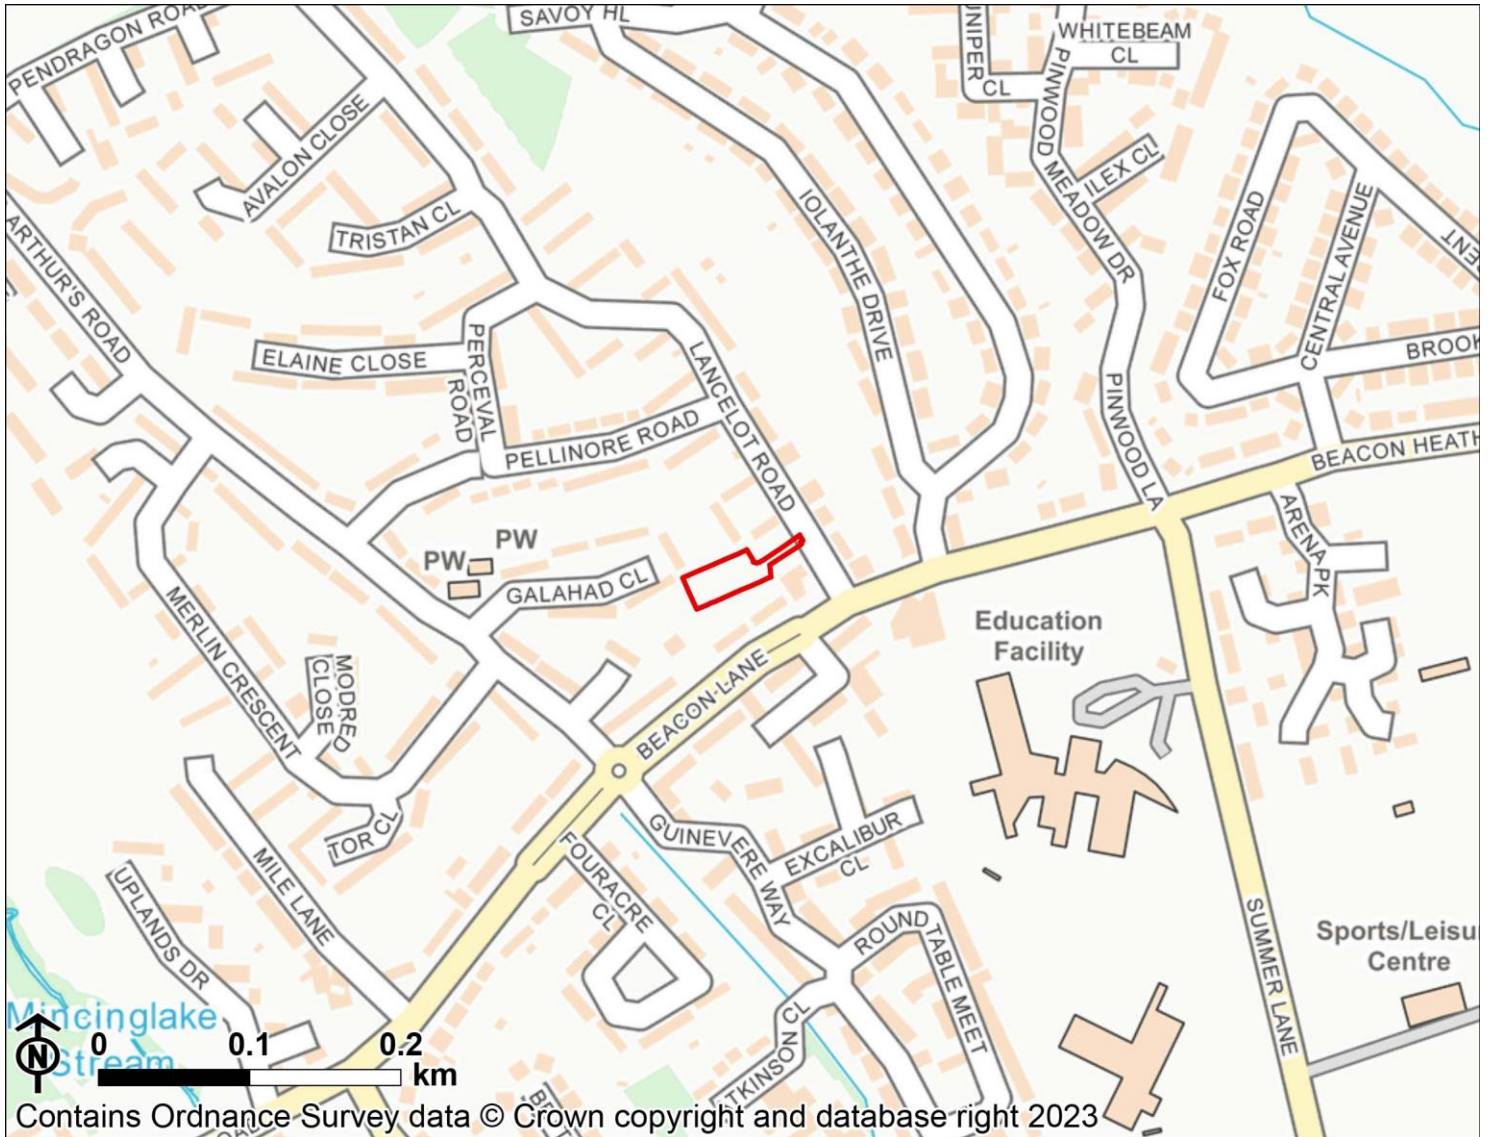 SAVOY HL
PENDRAGON ROAD
UNIPER
CL
WHITEBEAM
CL
PINWOOD MEADOW DR
ILEX CL
AVALON CLOSE
TRISTAN CL
ARTHUR'S ROAD
IOLANTHE DRIVE
FOX ROAD
CENTRAL AVENUE
BROOK
ELAINE CLOSE
PERCEVAL
ROAD
LANCELOT ROAD
PELLINORE ROAD
PINWOOD LA
BEACON HEATH
ARENA PK
PW
PW
GALAHAD CL
MERLIN CRESCENT
MODRED
CLOSE
Education
Facility
BEACON LANE
TOR CL
MILE LANE
UPLANDS DR
FOURACRE
CL
GUINEVERE WAY
EXCALIBUR
CL
ROUND TABLE MEET
SUMMER LANE
Sports/Leisu
Centre
TKINSON CL
Mincinglake
Stream
N
0 0.1 0.2
km
Contains Ordnance Survey data © Crown copyright and database right 2023